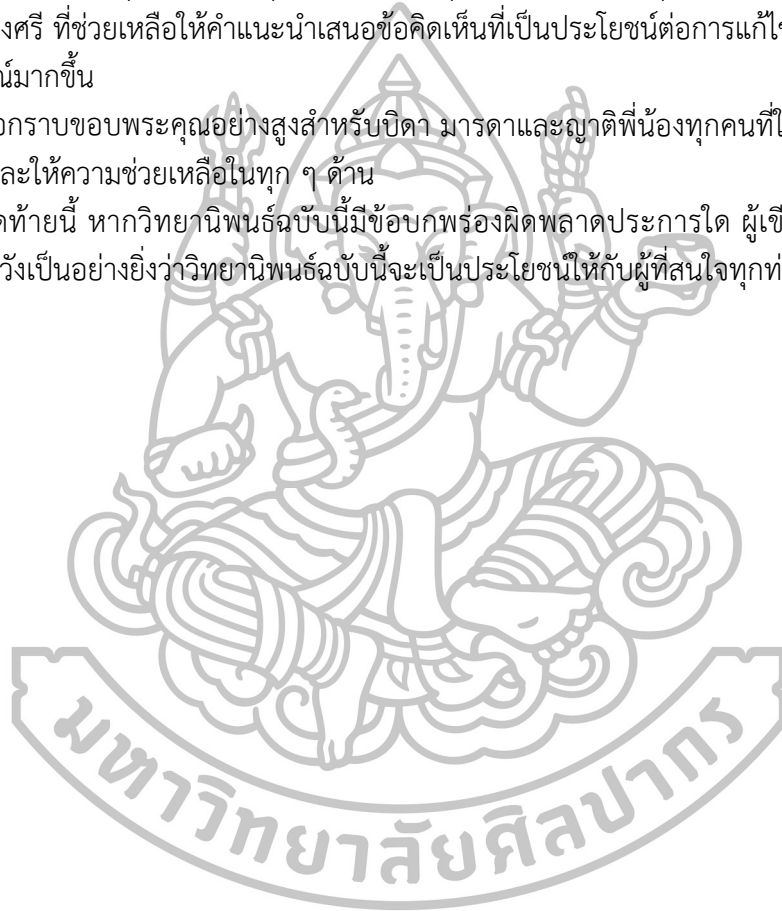 งศรี ที่ช่วยเหลือให้คำแนะนำเสนอข้อคิดเห็นที่เป็นประโยชน์ต่อการแก้ไข
ณ์มากขึ้น
อกราบขอบพระคุณอย่างสูงสำหรับบิดา มารดาและญาติพี่น้องทุกคนที่ใ
ละให้ความช่วยเหลือในทุก ๆ ด้าน
ดท้ายนี้ หากวิทยานิพนธ์ฉบับนี้มีข้อบกพร่องผิดพลาดประการใด ผู้เขี
วังเป็นอย่างยิ่งว่าวิทยานิพนธ์ฉบับนี้จะเป็นประโยชน์ให้กับผู้ที่สนใจทุกท่
มหาวิทยาลัยศิลปากร